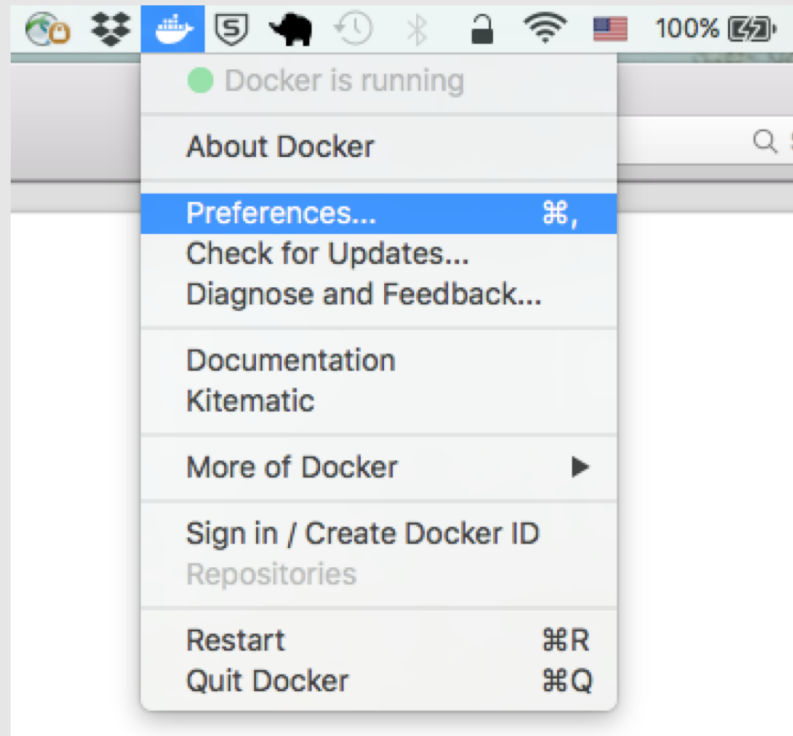 100%
Docker is running
About Docker
Preferences... ⌘,
Check for Updates...
Diagnose and Feedback...
Documentation
Kitematic
More of Docker
Sign in / Create Docker ID
Repositories
Restart ⌘R
Quit Docker ⌘Q